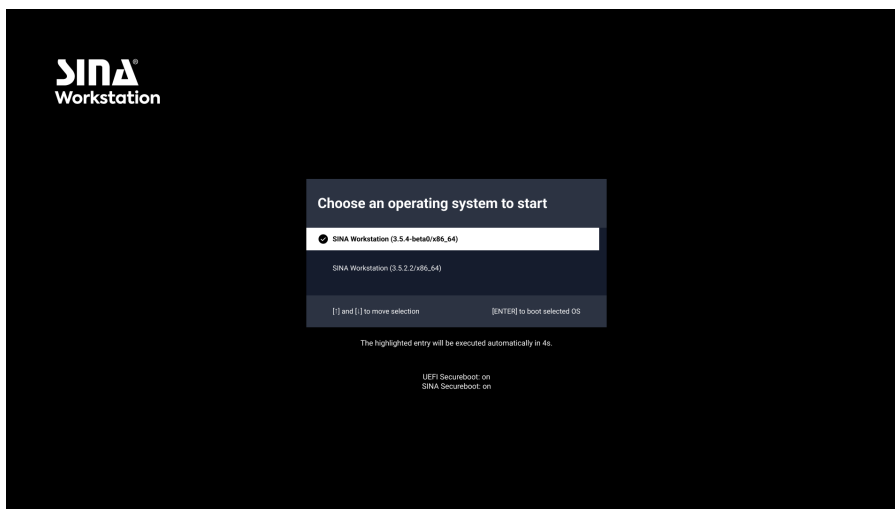 SINA®
Workstation
Choose an operating system to start
SINA Workstation (3.5.4-beta0/x86_64)
SINA Workstation (3.5.2.2/x86_64)
[↑] and [↓] to move selection [ENTER] to boot selected OS
The highlighted entry will be executed automatically in 4s.
UEFI Secureboot: on
SINA Secureboot: on